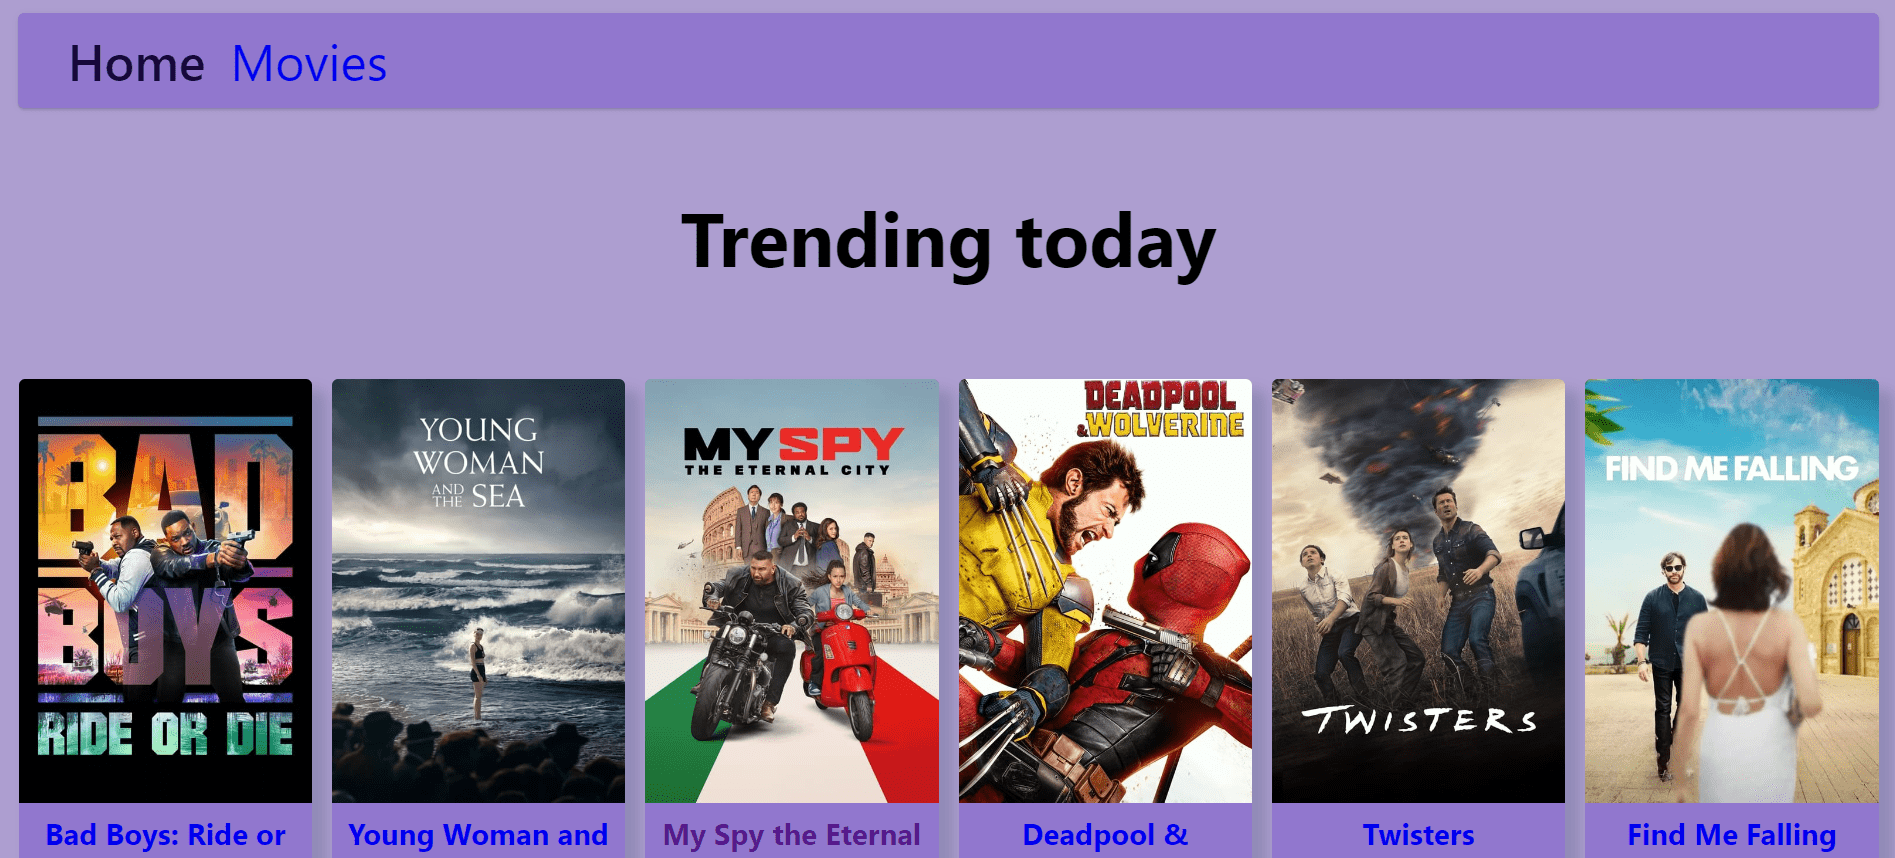 Home Movies
Trending today
BAD
BOYS
RIDE OR DIE
YOUNG
WOMAN
AND THE SEA
MY SPY
THE ETERNAL CITY
DEADPOOL
& WOLVERINE
TWISTERS
FIND ME FALLING
Bad Boys: Ride or
Young Woman and
My Spy the Eternal
Deadpool &
Twisters
Find Me Falling